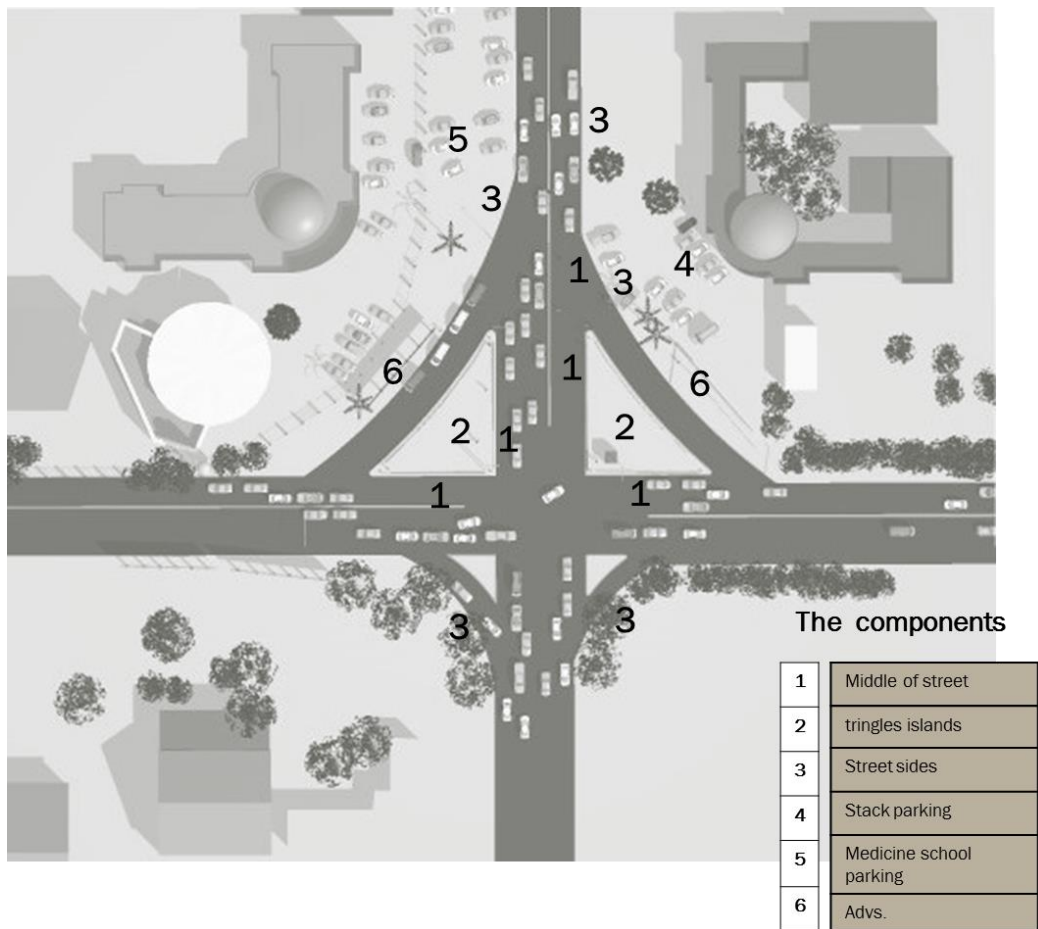 3
5
3
1
3
4
1
6
6
2
1
2
1
1
3
3
The components
1 Middle of street
2 tringles islands
3 Street sides
4 Stack parking
5 Medicine school
parking
6 Advs.